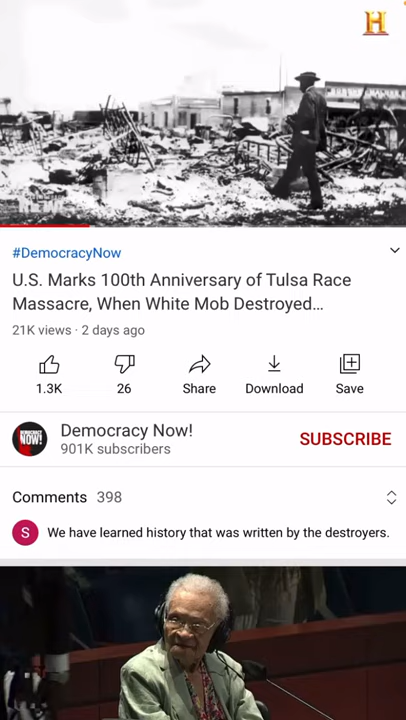 H
#DemocracyNow
U.S. Marks 100th Anniversary of Tulsa Race
Massacre, When White Mob Destroyed…
21K views · 2 days ago
1.3K 26 Share Download Save
DEMOCRACY NOW!
Democracy Now!
901K subscribers
SUBSCRIBE
Comments 398
S We have learned history that was written by the destroyers.